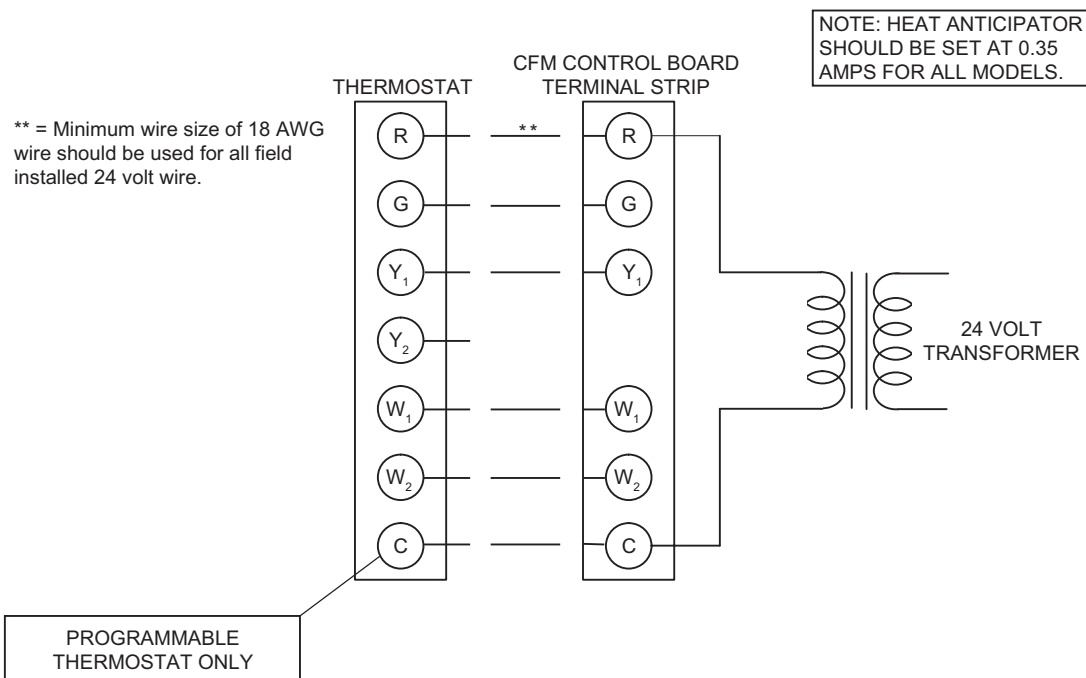 NOTE: HEAT ANTICIPATOR
SHOULD BE SET AT 0.35
AMPS FOR ALL MODELS.
THERMOSTAT
CFM CONTROL BOARD
TERMINAL STRIP
** = Minimum wire size of 18 AWG
wire should be used for all field
installed 24 volt wire.
R
**
R
G
G
Y1
Y1
Y2
W1
W1
W2
W2
C
C
24 VOLT
TRANSFORMER
PROGRAMMABLE
THERMOSTAT ONLY